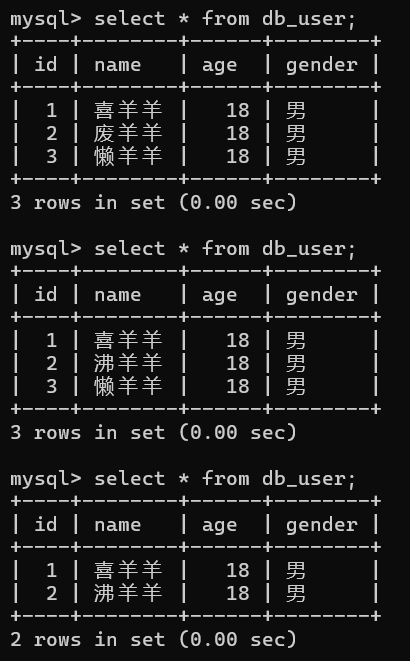 mysql> select * from db_user;
+----+--------+------+--------+
| id | name   | age  | gender |
+----+--------+------+--------+
|  1 | 喜羊羊 |   18 | 男     |
|  2 | 废羊羊 |   18 | 男     |
|  3 | 懒羊羊 |   18 | 男     |
+----+--------+------+--------+
3 rows in set (0.00 sec)

mysql> select * from db_user;
+----+--------+------+--------+
| id | name   | age  | gender |
+----+--------+------+--------+
|  1 | 喜羊羊 |   18 | 男     |
|  2 | 沸羊羊 |   18 | 男     |
|  3 | 懒羊羊 |   18 | 男     |
+----+--------+------+--------+
3 rows in set (0.00 sec)

mysql> select * from db_user;
+----+--------+------+--------+
| id | name   | age  | gender |
+----+--------+------+--------+
|  1 | 喜羊羊 |   18 | 男     |
|  2 | 沸羊羊 |   18 | 男     |
+----+--------+------+--------+
2 rows in set (0.00 sec)